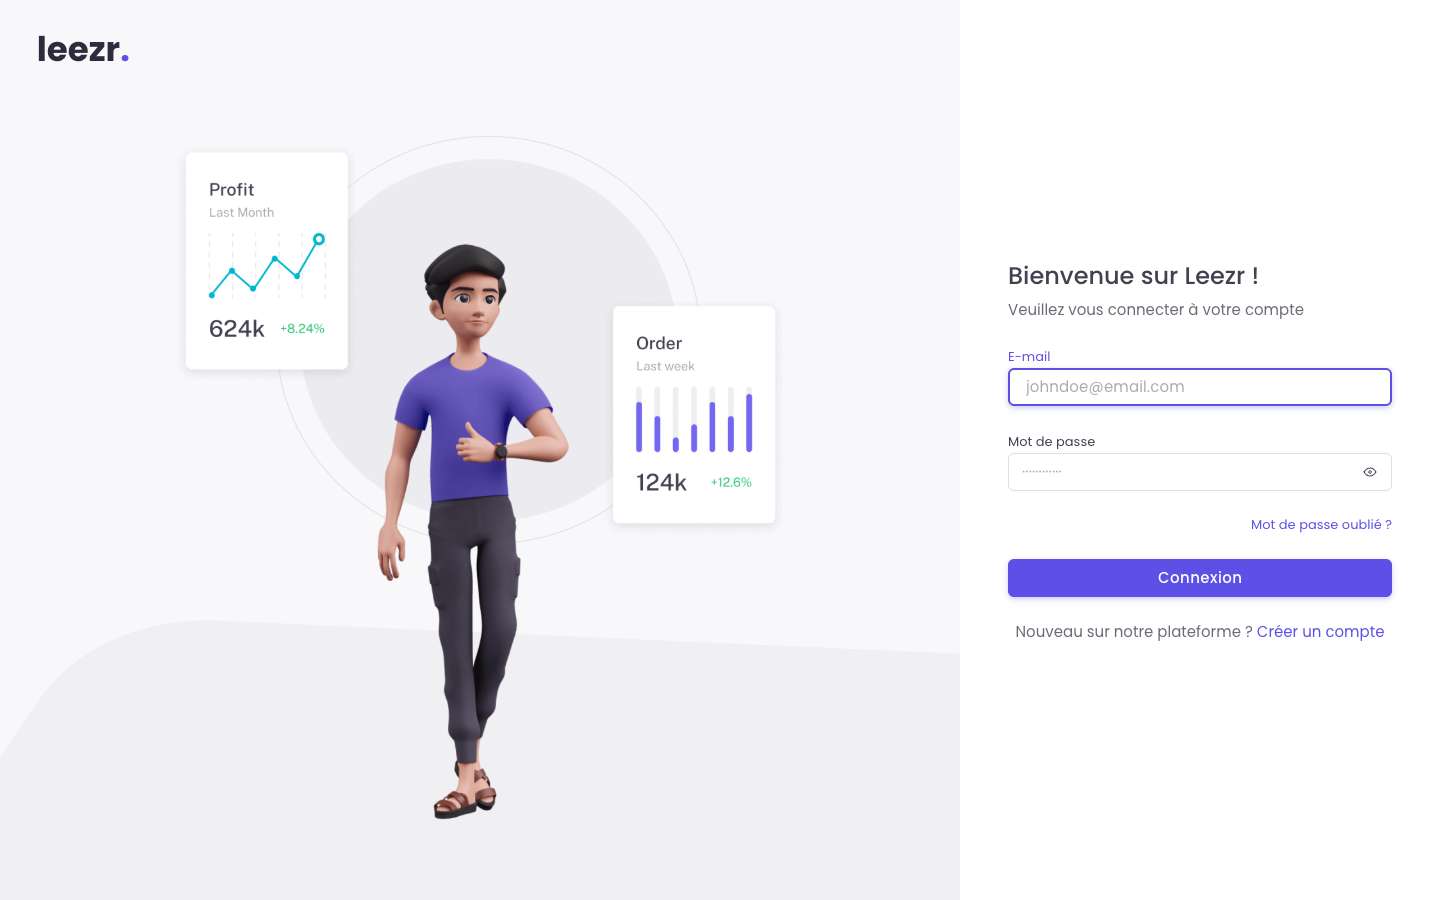 leezr.
Profit
Last Month
624k +8.24%
Order
Last week
124k +12.6%
Bienvenue sur Leezr !
Veuillez vous connecter à votre compte
E-mail
johndoe@email.com
Mot de passe
············
Mot de passe oublié ?
Connexion
Nouveau sur notre plateforme ? Créer un compte